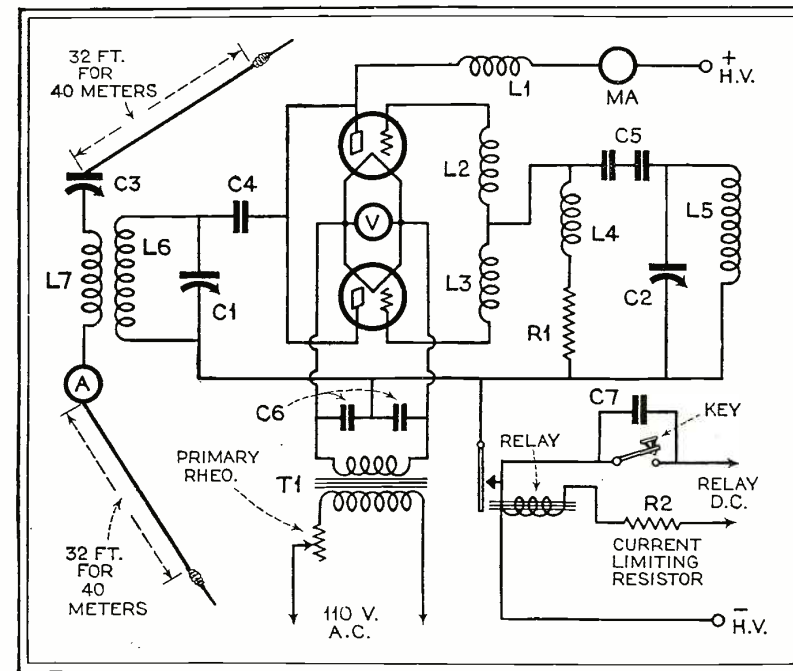 32 FT.
FOR
40 METERS
C3
L7
L6
C1
C4
A
32 FT.
FOR
40
METERS
V
L1
MA
+
H.V.
L2
L3
C5
L4
L5
C2
R1
C6
PRIMARY
RHEO.
T1
110 V.
A.C.
C7
KEY
RELAY
RELAY
D.C.
R2
CURRENT
LIMITING
RESISTOR
–
H.V.